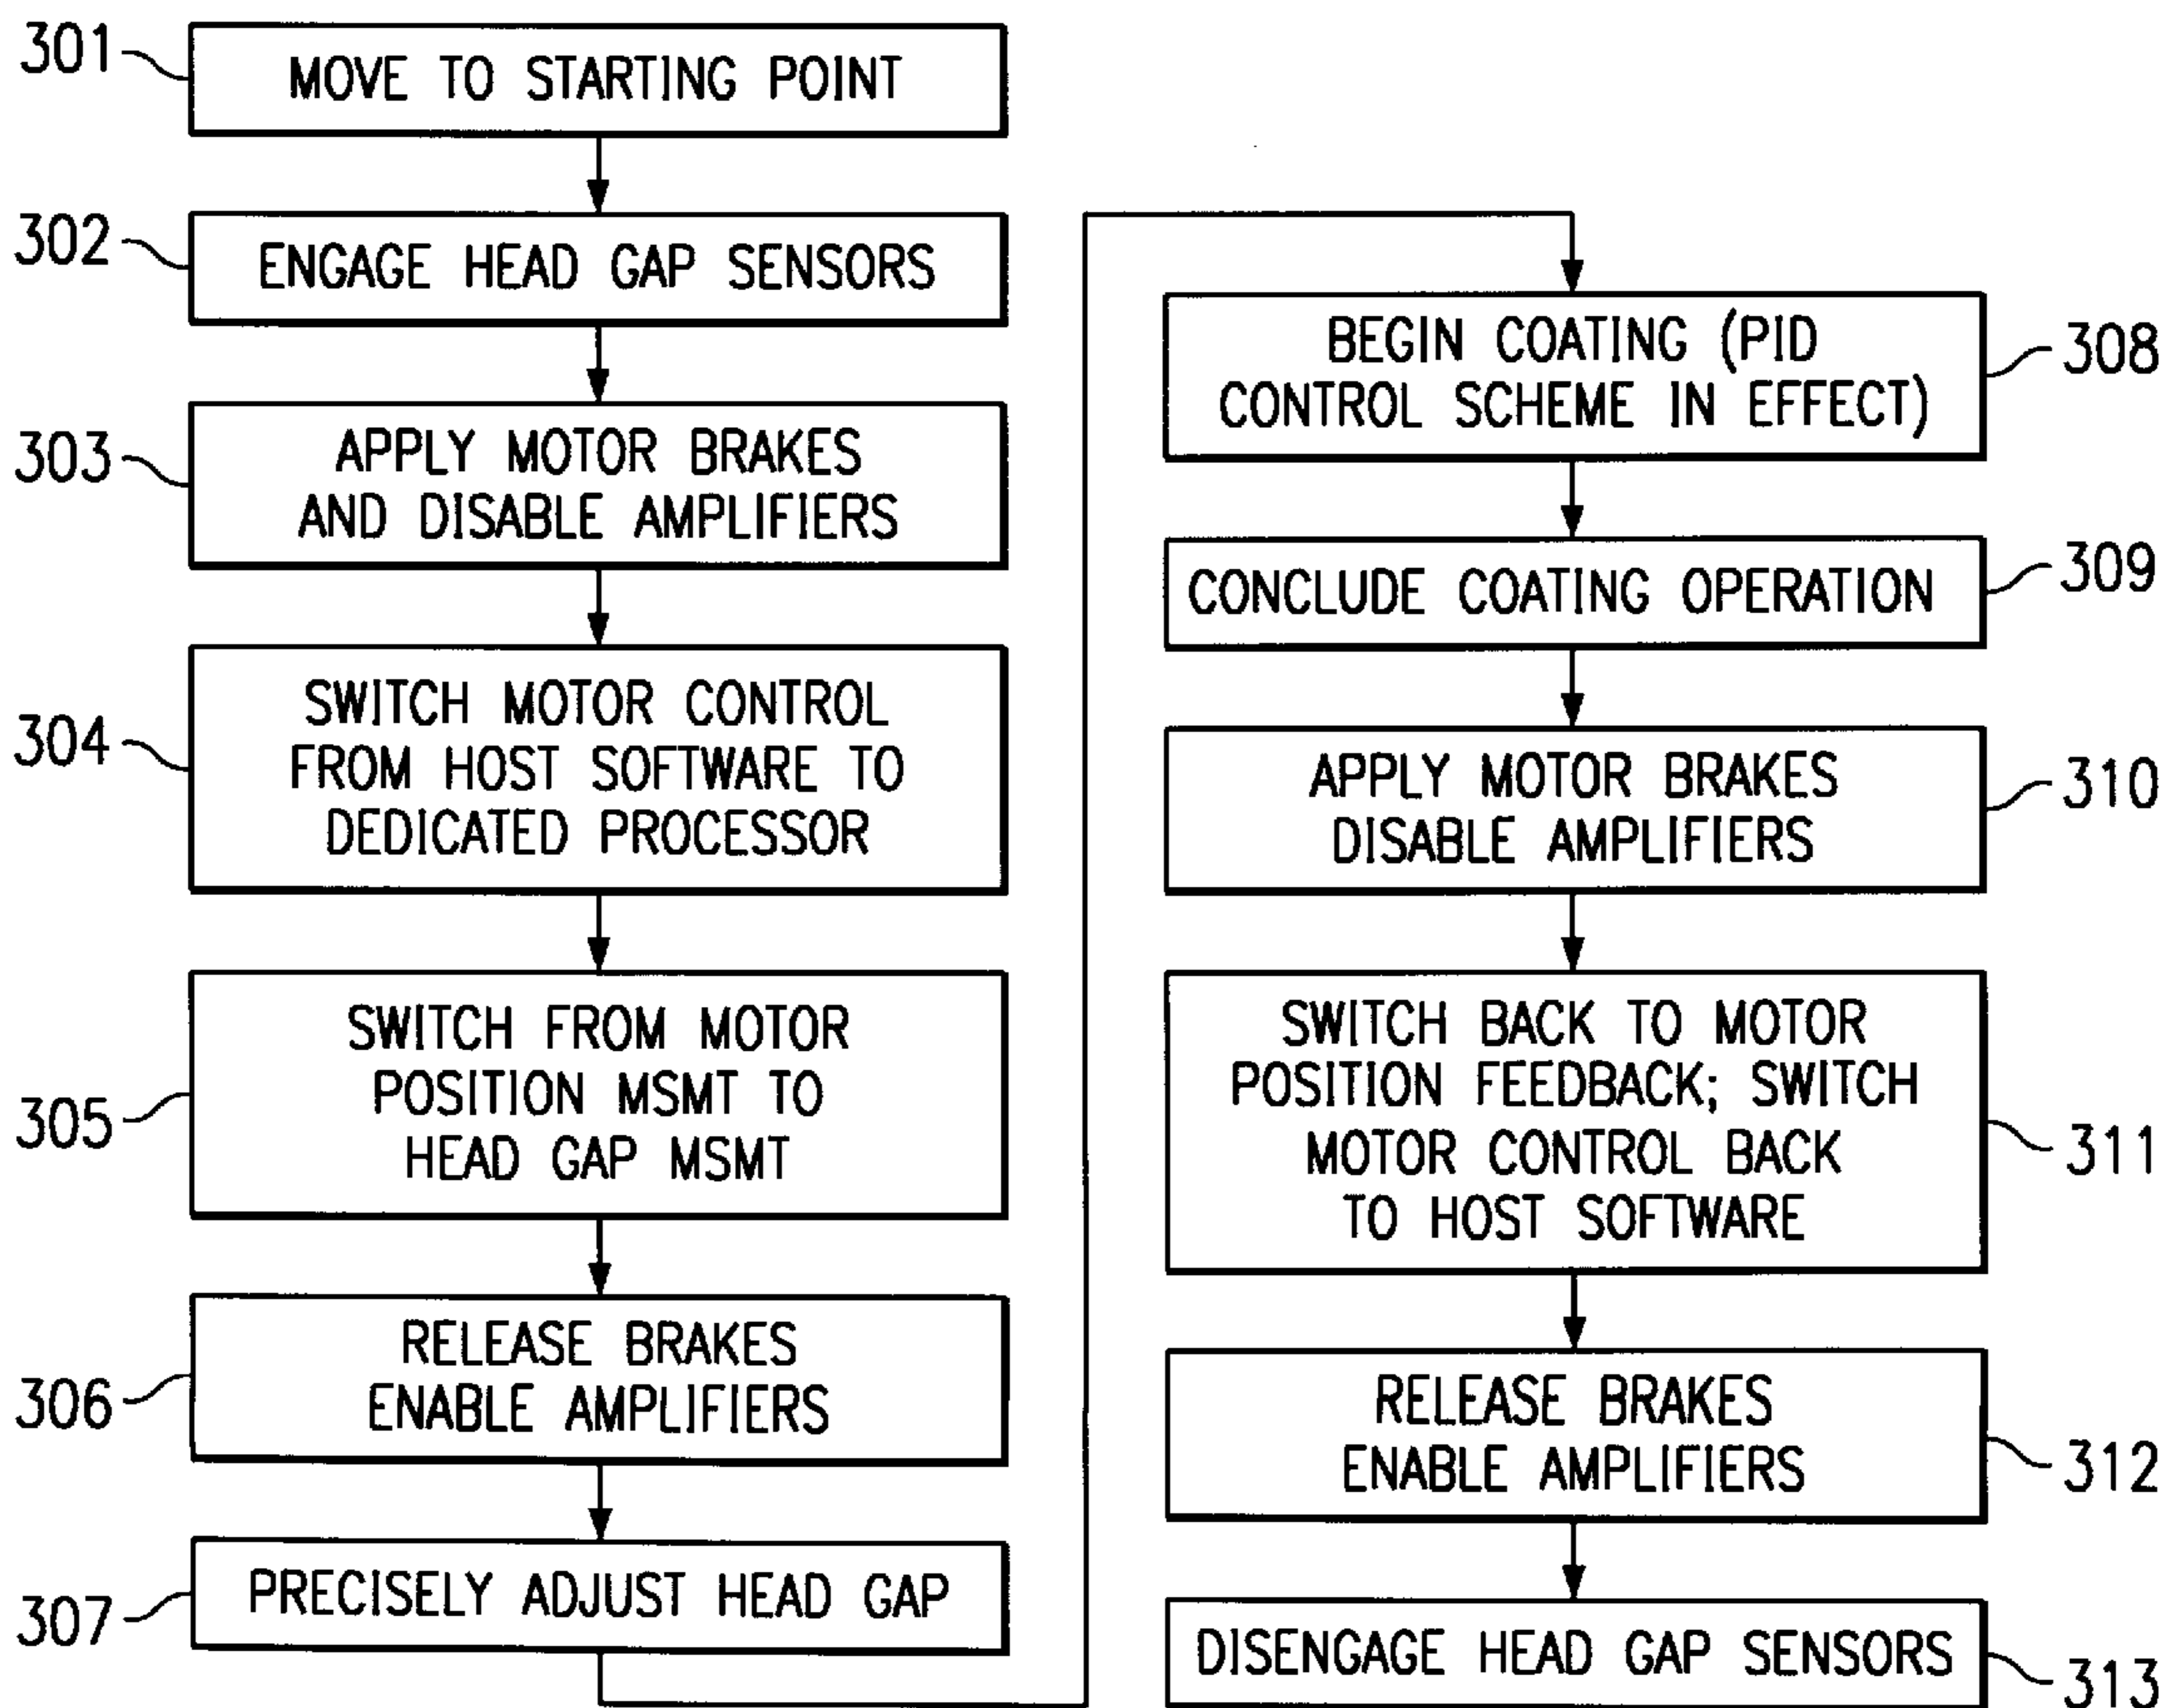 301
MOVE TO STARTING POINT
302
ENGAGE HEAD GAP SENSORS
303
APPLY MOTOR BRAKES
AND DISABLE AMPLIFIERS
304
SWITCH MOTOR CONTROL
FROM HOST SOFTWARE TO
DEDICATED PROCESSOR
305
SWITCH FROM MOTOR
POSITION MSMT TO
HEAD GAP MSMT
306
RELEASE BRAKES
ENABLE AMPLIFIERS
307
PRECISELY ADJUST HEAD GAP
BEGIN COATING (PID
CONTROL SCHEME IN EFFECT)
308
CONCLUDE COATING OPERATION
309
APPLY MOTOR BRAKES
DISABLE AMPLIFIERS
310
SWITCH BACK TO MOTOR
POSITION FEEDBACK; SWITCH
MOTOR CONTROL BACK
TO HOST SOFTWARE
311
RELEASE BRAKES
ENABLE AMPLIFIERS
312
DISENGAGE HEAD GAP SENSORS
313